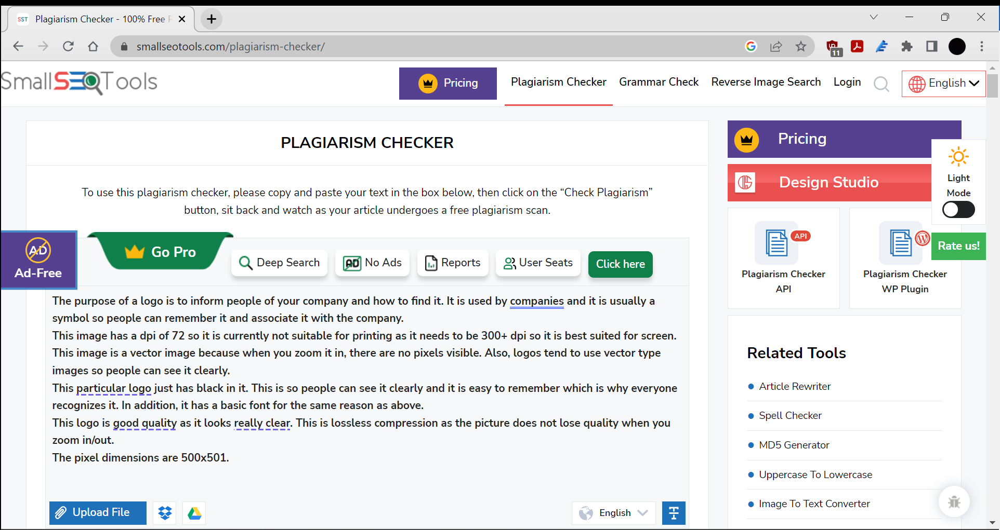 SST Plagiarism Checker - 100% Free
smallseotools.com/plagiarism-checker/
11
SmallSEOTools
Pricing
Plagiarism Checker
Grammar Check
Reverse Image Search
Login
English
PLAGIARISM CHECKER
To use this plagiarism checker, please copy and paste your text in the box below, then click on the “Check Plagiarism”
button, sit back and watch as your article undergoes a free plagiarism scan.
AD
Ad-Free
Go Pro
Deep Search
AD No Ads
Reports
User Seats
Click here
The purpose of a logo is to inform people of your company and how to find it. It is used by companies and it is usually a
symbol so people can remember it and associate it with the company.
This image has a dpi of 72 so it is currently not suitable for printing as it needs to be 300+ dpi so it is best suited for screen.
This image is a vector image because when you zoom it in, there are no pixels visible. Also, logos tend to use vector type
images so people can see it clearly.
This particular logo just has black in it. This is so people can see it clearly and it is easy to remember which is why everyone
recognizes it. In addition, it has a basic font for the same reason as above.
This logo is good quality as it looks really clear. This is lossless compression as the picture does not lose quality when you
zoom in/out.
The pixel dimensions are 500x501.
Upload File
English
Pricing
Design Studio
Light
Mode
API
Plagiarism Checker
API
Plagiarism Checker
WP Plugin
Rate us!
Related Tools
Article Rewriter
Spell Checker
MD5 Generator
Uppercase To Lowercase
Image To Text Converter